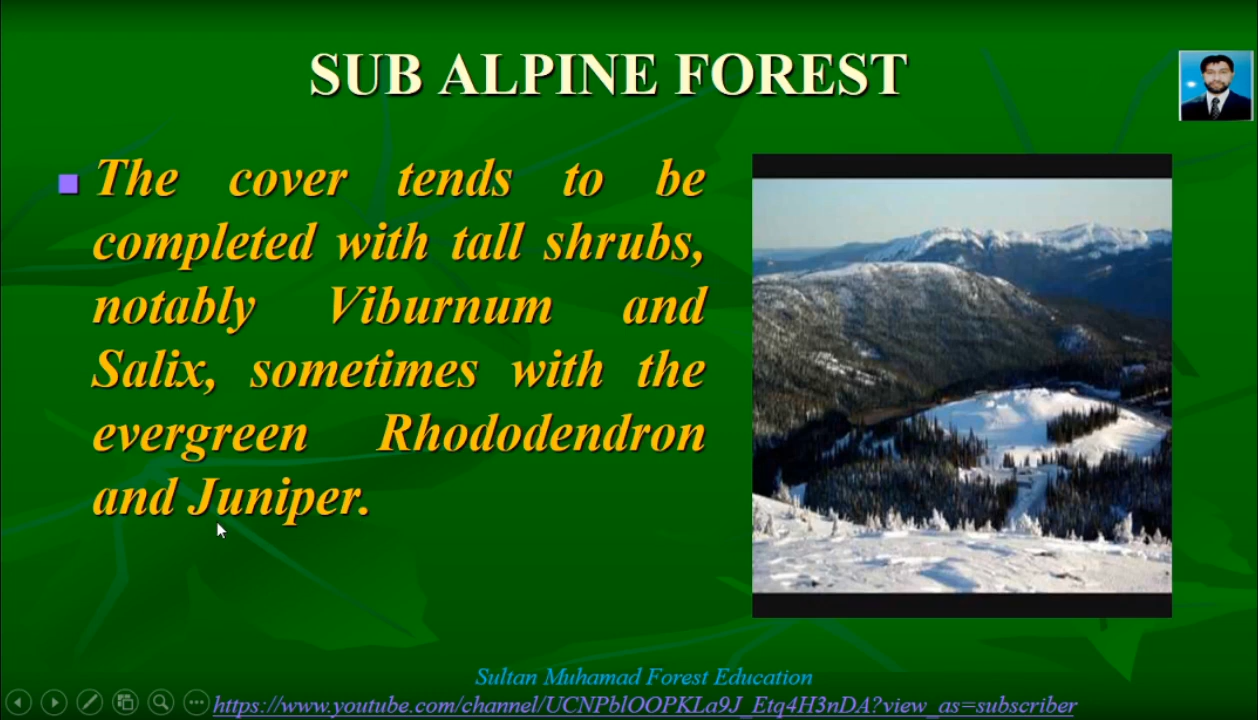 SUB ALPINE FOREST
The cover tends to be
completed with tall shrubs,
notably Viburnum and
Salix, sometimes with the
evergreen Rhododendron
and Juniper.
Sultan Muhamad Forest Education
https://www.youtube.com/channel/UCNPblOOPKLa9J_Etq4H3nDA?view_as=subscriber